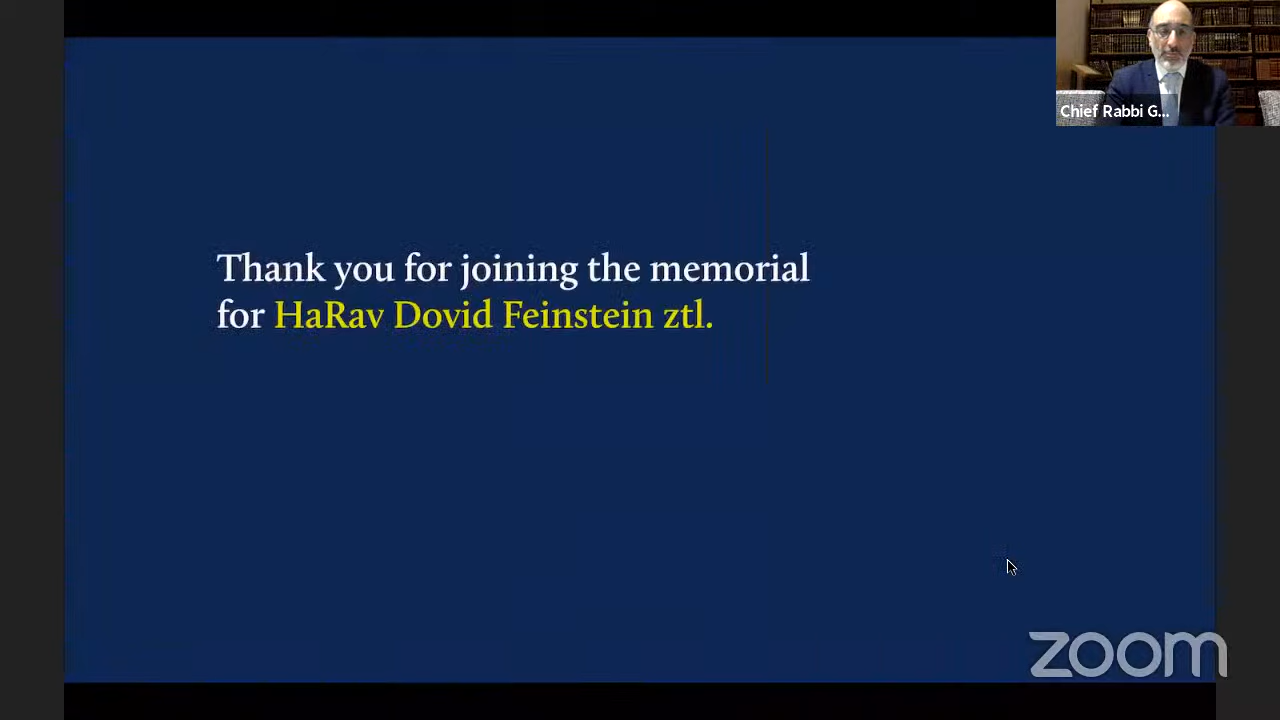 Chief Rabbi G...
Thank you for joining the memorial
for HaRav Dovid Feinstein ztl.
zoom